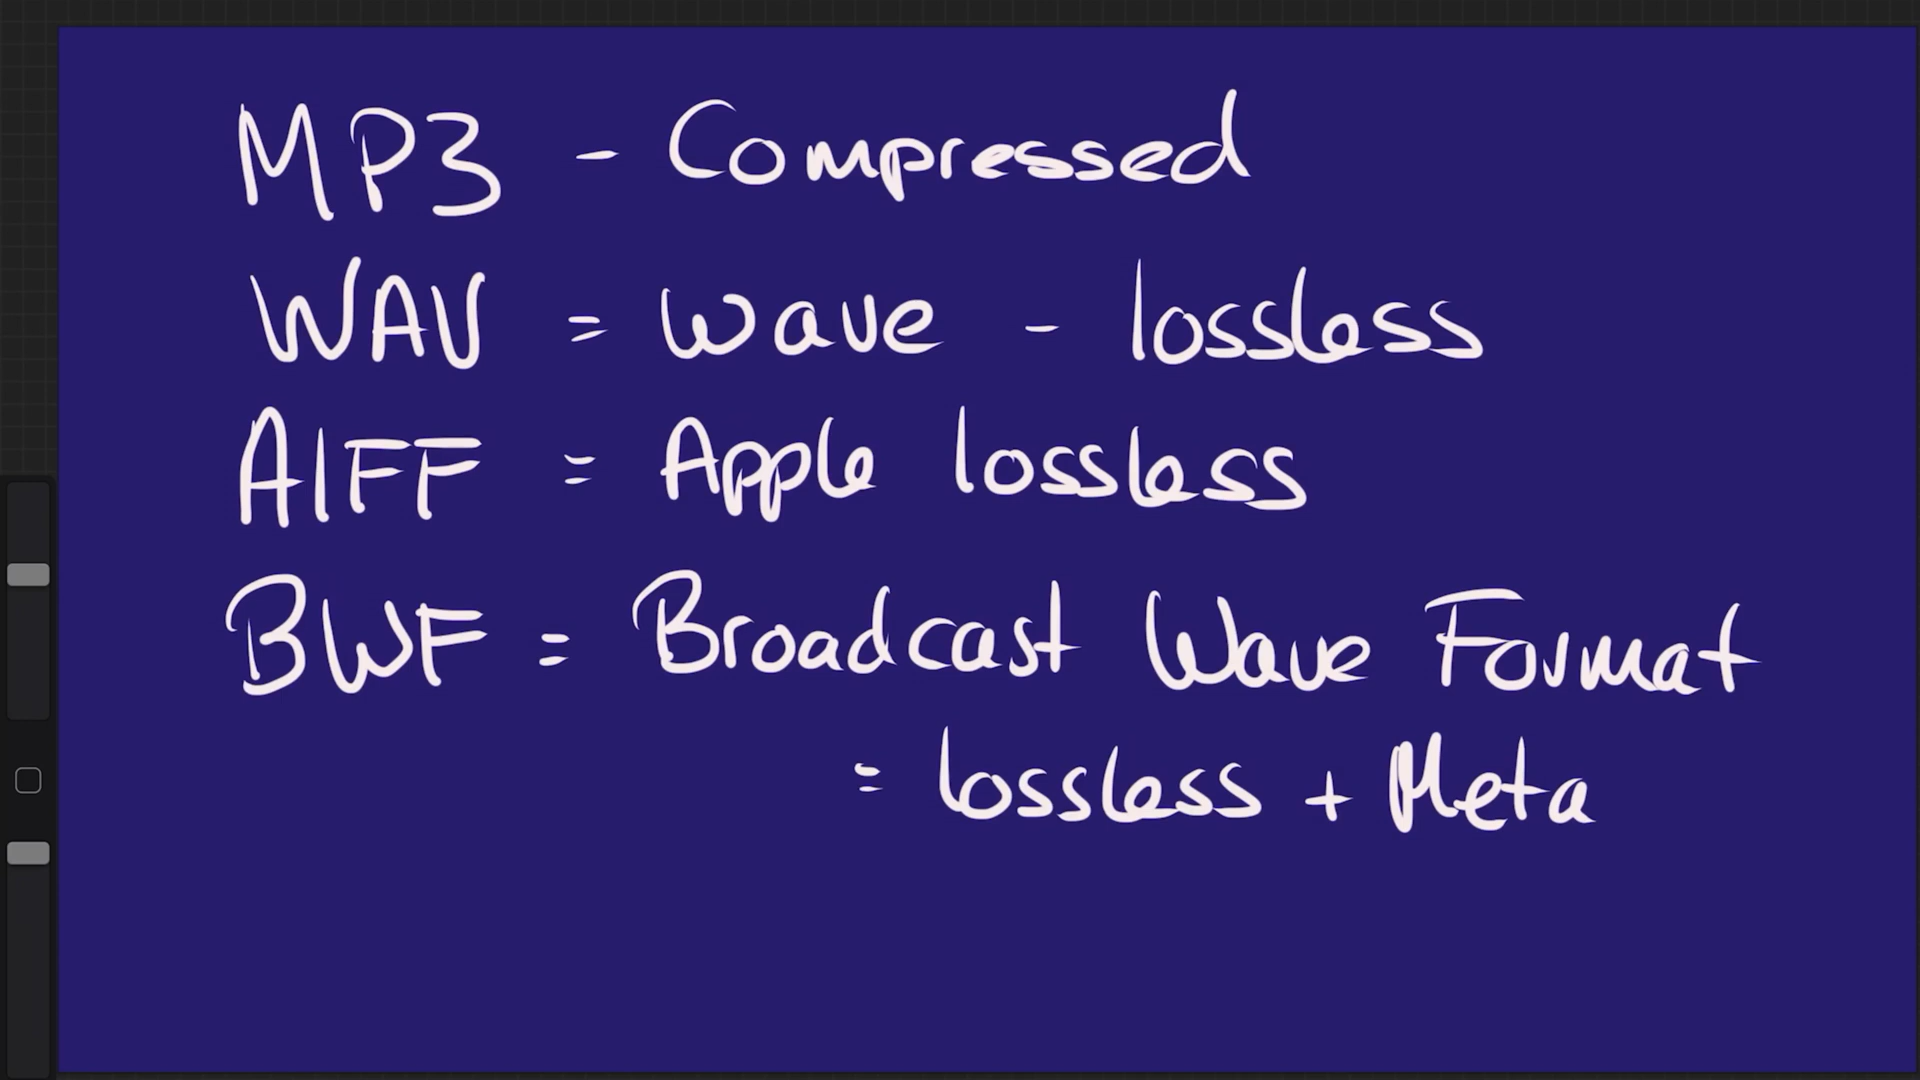 MP3 - Compressed
WAV = Wave - lossless
AIFF = Apple lossless
BWF = Broadcast Wave Format
= lossless + Meta